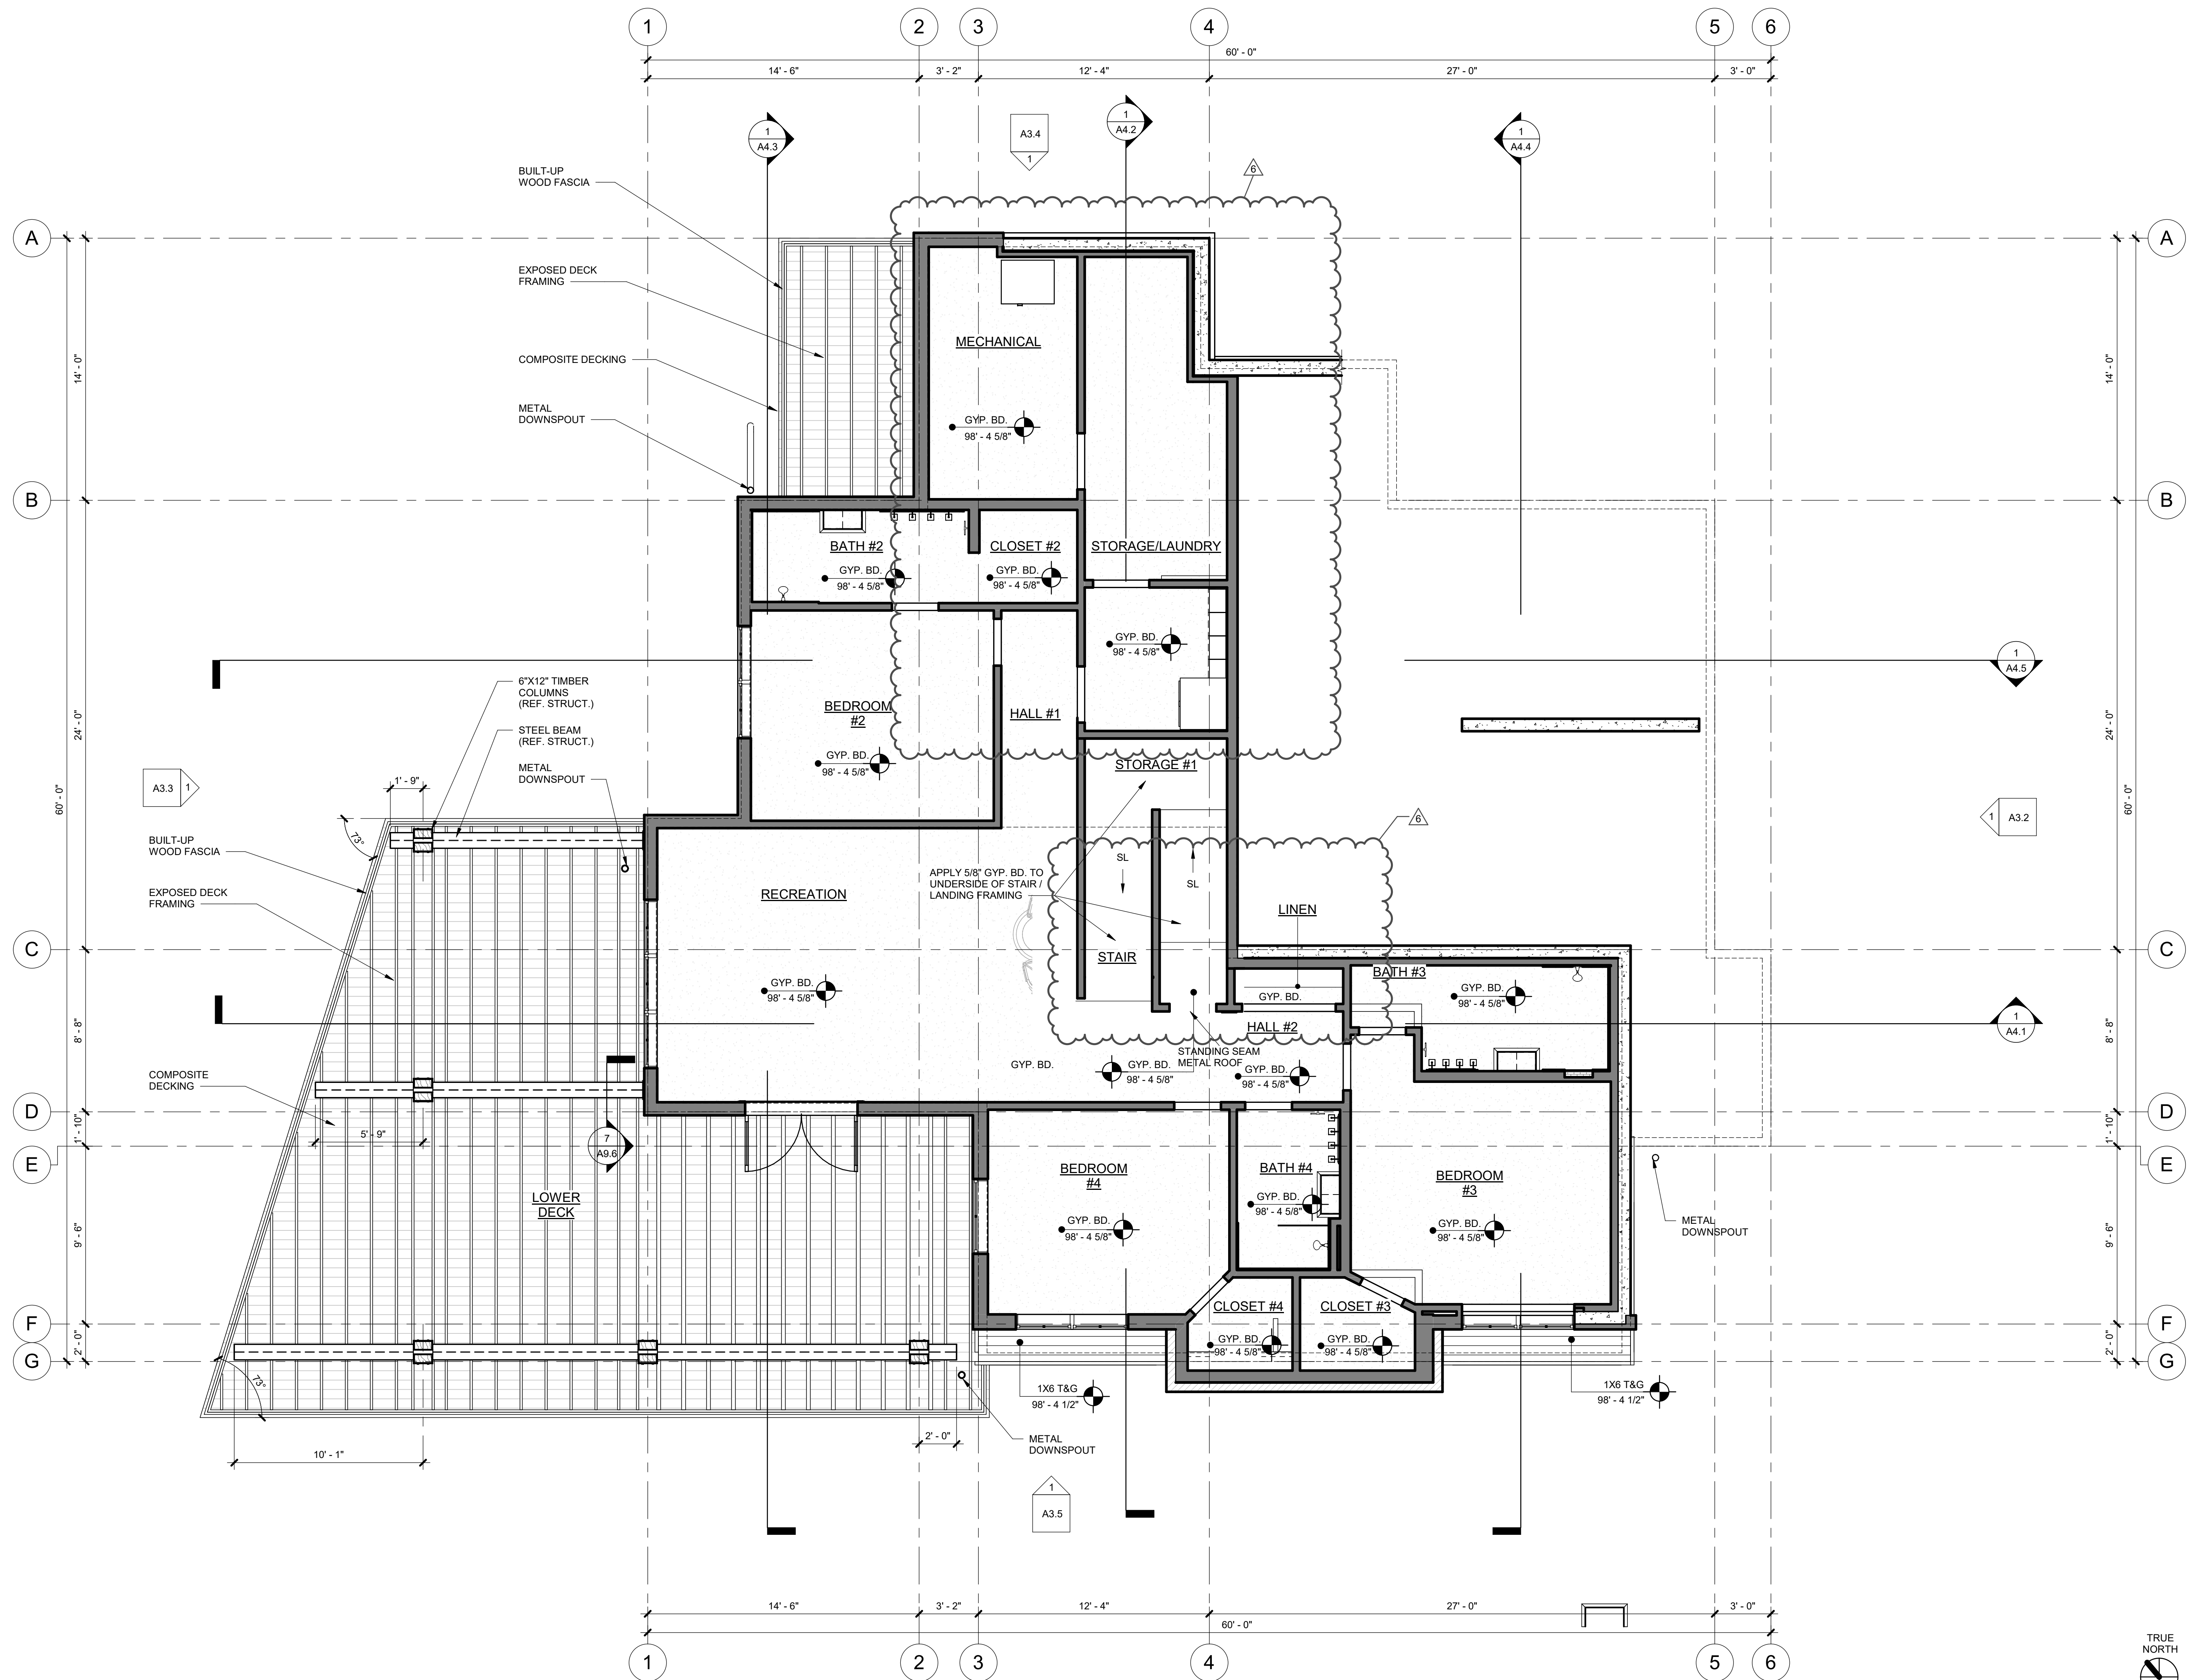 1
2
3
4
5
6
60' - 0"
14' - 6"
3' - 2"
12' - 4"
27' - 0"
3' - 0"
1
A4.3
A3.4
1
1
A4.2
1
A4.4
6
BUILT-UP
WOOD FASCIA
A
A
EXPOSED DECK
FRAMING
MECHANICAL
COMPOSITE DECKING
14' - 0"
14' - 0"
METAL
DOWNSPOUT
GYP. BD.
98' - 4 5/8"
B
B
BATH #2
CLOSET #2
STORAGE/LAUNDRY
GYP. BD.
98' - 4 5/8"
GYP. BD.
98' - 4 5/8"
GYP. BD.
98' - 4 5/8"
1
A4.5
6"X12" TIMBER
COLUMNS
(REF. STRUCT.)
BEDROOM
#2
HALL #1
STEEL BEAM
(REF. STRUCT.)
24' - 0"
24' - 0"
METAL
DOWNSPOUT
GYP. BD.
98' - 4 5/8"
STORAGE #1
A3.3
1
1' - 9"
60' - 0"
60' - 0"
1
A3.2
6
73°
BUILT-UP
WOOD FASCIA
SL
SL
APPLY 5/8" GYP. BD. TO
UNDERSIDE OF STAIR /
LANDING FRAMING
EXPOSED DECK
FRAMING
RECREATION
LINEN
C
C
STAIR
BATH #3
GYP. BD.
98' - 4 5/8"
GYP. BD.
GYP. BD.
98' - 4 5/8"
HALL #2
1
A4.1
8' - 8"
8' - 8"
STANDING SEAM
METAL ROOF
GYP. BD.
GYP. BD.
98' - 4 5/8"
GYP. BD.
98' - 4 5/8"
COMPOSITE
DECKING
D
D
1' - 10"
1' - 10"
5' - 9"
7
A9.6
E
E
LOWER
DECK
BEDROOM
#4
BATH #4
BEDROOM
#3
GYP. BD.
98' - 4 5/8"
GYP. BD.
98' - 4 5/8"
GYP. BD.
98' - 4 5/8"
METAL
DOWNSPOUT
9' - 6"
9' - 6"
CLOSET #4
CLOSET #3
F
F
GYP. BD.
98' - 4 5/8"
GYP. BD.
98' - 4 5/8"
2' - 0"
2' - 0"
G
G
73°
1X6 T&G
98' - 4 1/2"
1X6 T&G
98' - 4 1/2"
10' - 1"
2' - 0"
METAL
DOWNSPOUT
1
A3.5
14' - 6"
3' - 2"
12' - 4"
27' - 0"
3' - 0"
60' - 0"
1
2
3
4
5
6
TRUE
NORTH